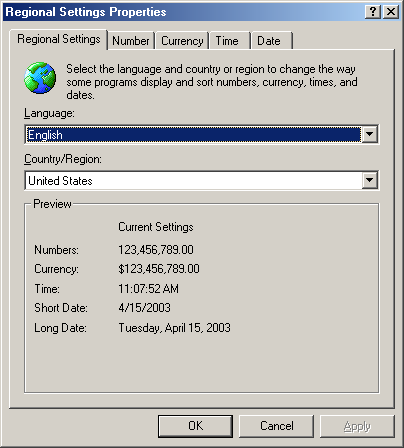 Regional Settings Properties
Regional Settings Number Currency Time Date
Select the language and country or region to change the way
some programs display and sort numbers, currency, times, and
dates.
Language:
English
Country/Region:
United States
Preview
Current Settings
Numbers: 123,456,789.00
Currency: $123,456,789.00
Time: 11:07:52 AM
Short Date: 4/15/2003
Long Date: Tuesday, April 15, 2003
OK Cancel Apply